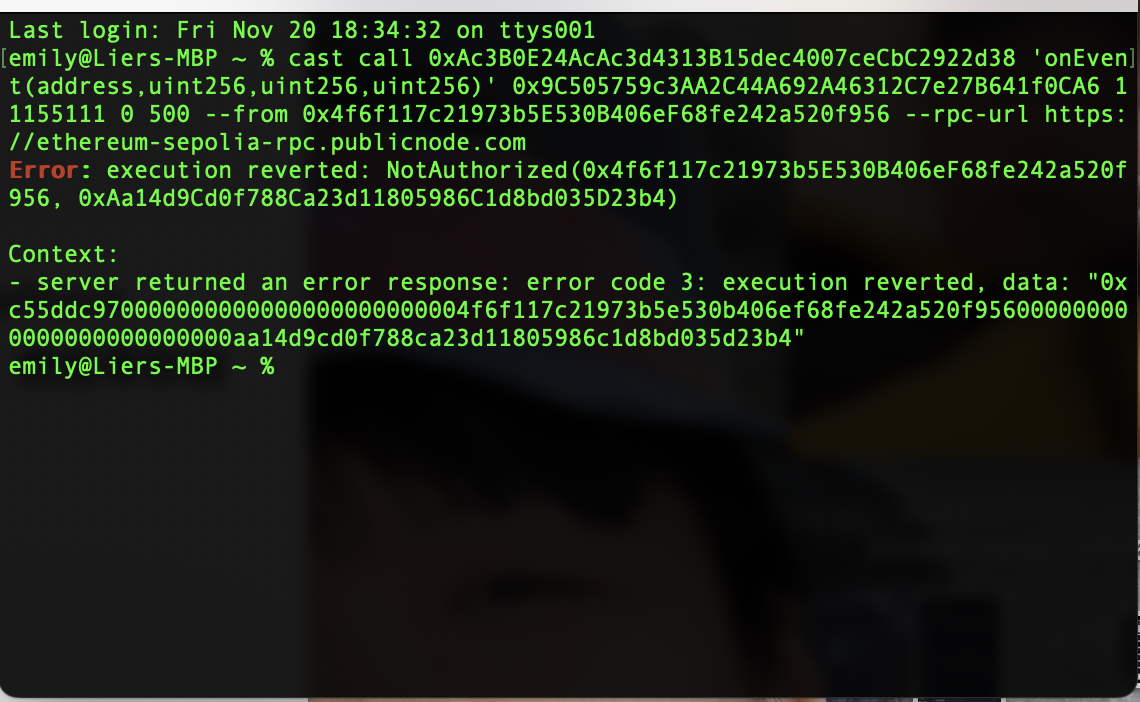 Last login: Fri Nov 20 18:34:32 on ttys001
[emily@Liers-MBP ~ % cast call 0xAc3B0E24AcAc3d4313B15dec4007ceCbC2922d38 'onEven]
t(address,uint256,uint256,uint256)' 0x9C505759c3AA2C44A692A46312C7e27B641f0CA6 1
1155111 0 500 --from 0x4f6f117c21973b5E530B406eF68fe242a520f956 --rpc-url https:
//ethereum-sepolia-rpc.publicnode.com
Error: execution reverted: NotAuthorized(0x4f6f117c21973b5E530B406eF68fe242a520f
956, 0xAa14d9Cd0f788Ca23d11805986C1d8bd035D23b4)
Context:
- server returned an error response: error code 3: execution reverted, data: "0x
c55ddc970000000000000000000000004f6f117c21973b5e530b406ef68fe242a520f95600000000
0000000000000000aa14d9cd0f788ca23d11805986c1d8bd035d23b4"
emily@Liers-MBP ~ %